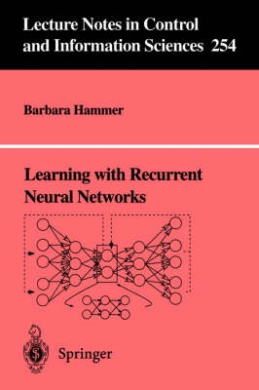 Lecture Notes in Control
and Information Sciences 254
Barbara Hammer
Learning with Recurrent
Neural Networks
Springer